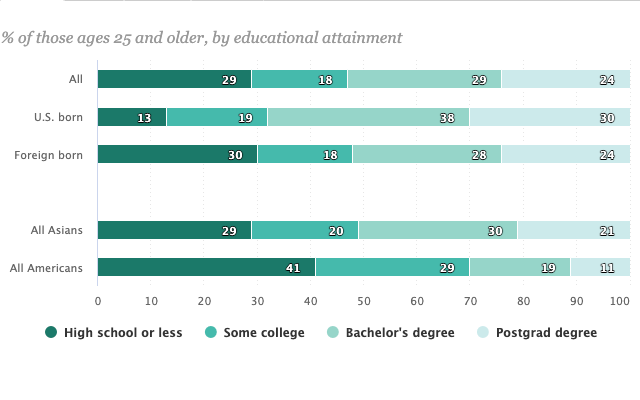 % of those ages 25 and older, by educational attainment
All 29 18 29 24
U.S. born 13 19 38 30
Foreign born 30 18 28 24
All Asians 29 20 30 21
All Americans 41 29 19 11
0 10 20 30 40 50 60 70 80 90 100
High school or less Some college Bachelor's degree Postgrad degree